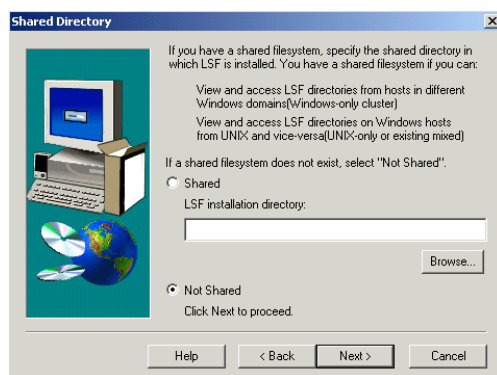 Shared Directory
If you have a shared filesystem, specify the shared directory in
which LSF is installed. You have a shared filesystem if you can:
View and access LSF directories from hosts in different
Windows domains(Windows-only cluster)
View and access LSF directories on Windows hosts
from UNIX and vice-versa(UNIX-only or existing mixed)
If a shared filesystem does not exist, select "Not Shared".
Shared
LSF installation directory:
Browse...
Not Shared
Click Next to proceed.
Help
< Back
Next >
Cancel